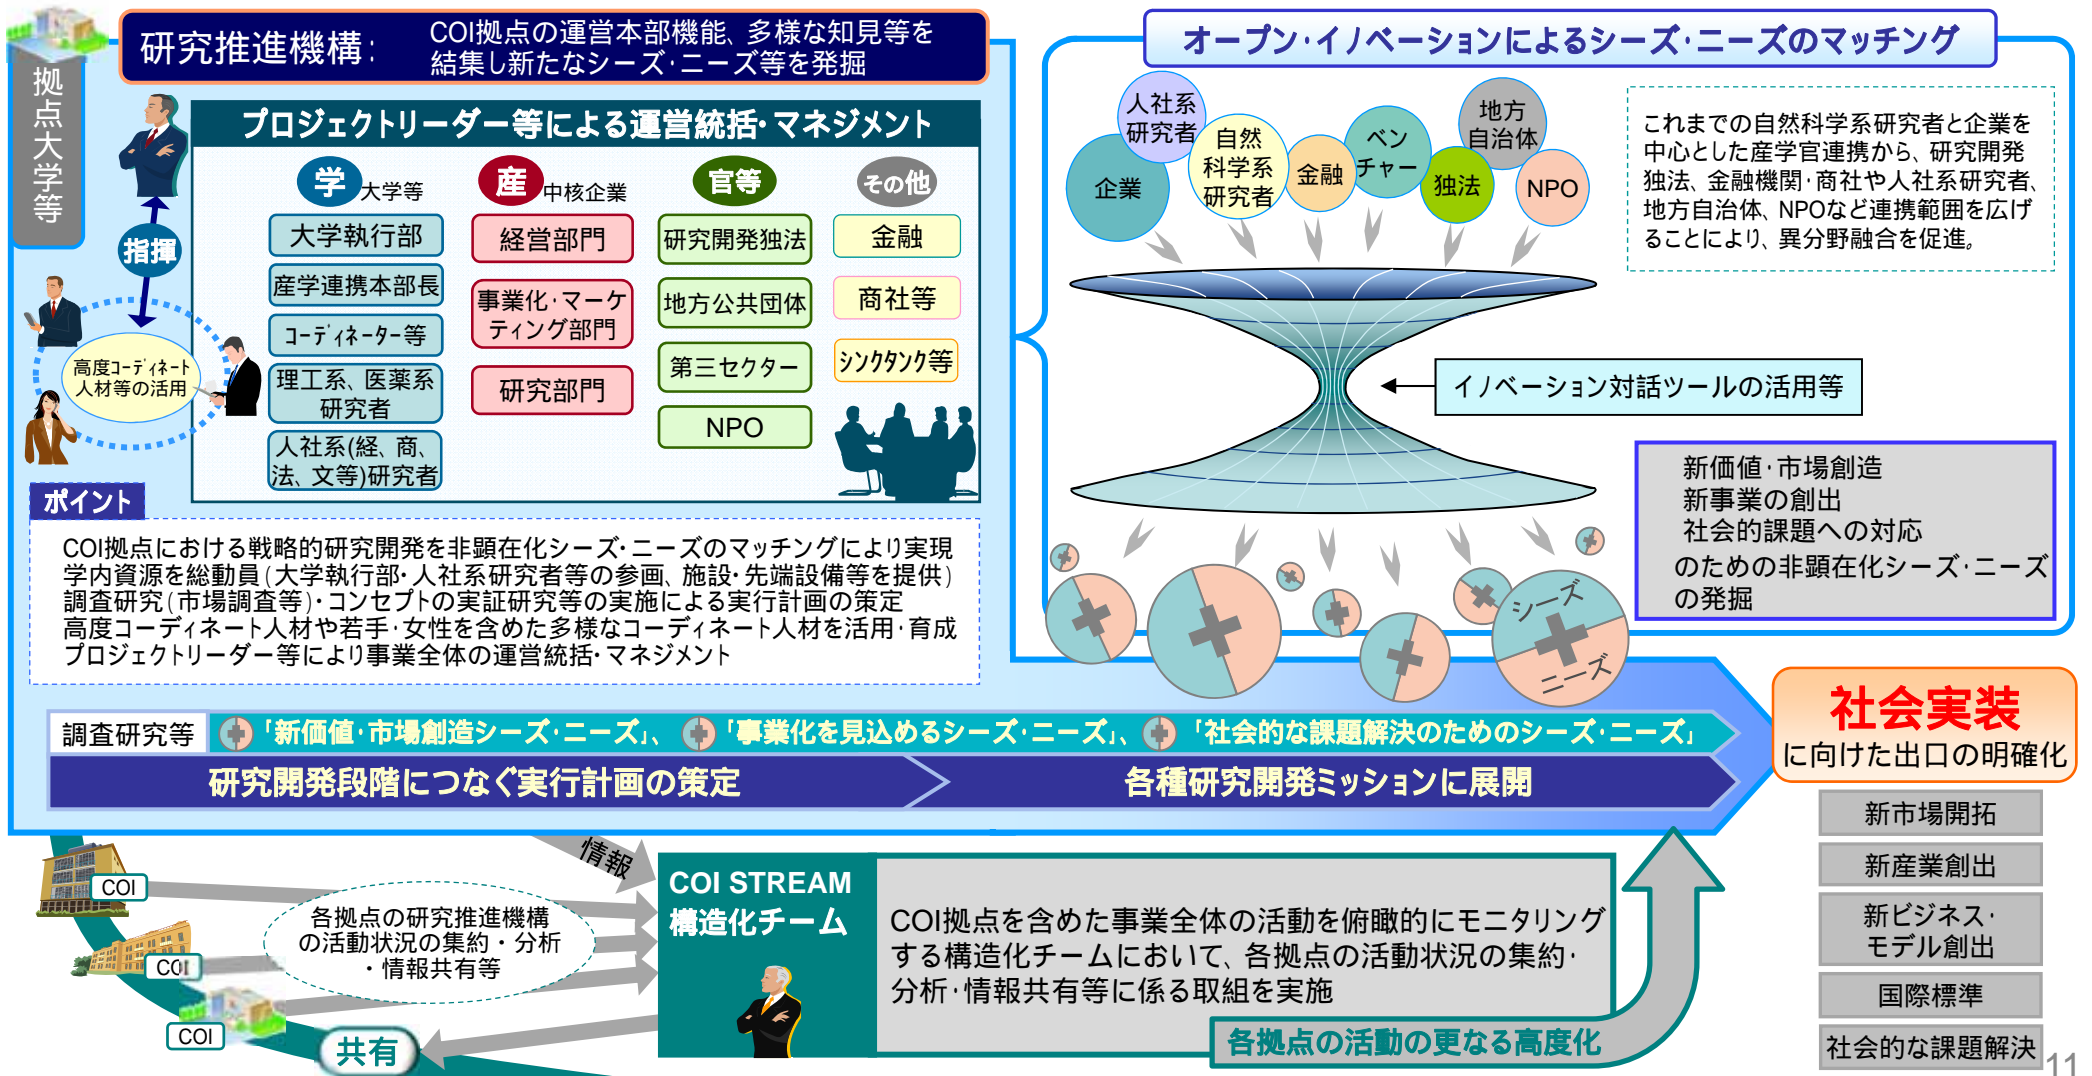 拠点大学等
研究推進機構：
COI拠点の運営本部機能、多様な知見等を
結集し新たなシーズ・ニーズ等を発掘
プロジェクトリーダー等による運営統括・マネジメント
学 大学等
大学執行部
産学連携本部長
コーディネーター等
理工系、医薬系
研究者
人社系(経、商、
法、文等)研究者
産 中核企業
経営部門
事業化・マーケ
ティング部門
研究部門
官等
研究開発独法
地方公共団体
第三セクター
NPO
その他
金融
商社等
シンクタンク等
指揮
高度コーディネート
人材等の活用
ポイント
COI拠点における戦略的研究開発を非顕在化シーズ・ニーズのマッチングにより実現
学内資源を総動員(大学執行部・人社系研究者等の参画、施設・先端設備等を提供)
調査研究(市場調査等)・コンセプトの実証研究等の実施による実行計画の策定
高度コーディネート人材や若手・女性を含めた多様なコーディネート人材を活用・育成
プロジェクトリーダー等により事業全体の運営統括・マネジメント
オープン・イノベーションによるシーズ・ニーズのマッチング
企業
人社系
研究者
自然
科学系
研究者
金融
ベン
チャー
独法
地方
自治体
NPO
これまでの自然科学系研究者と企業を
中心とした産学官連携から、研究開発
独法、金融機関・商社や人社系研究者、
地方自治体、NPOなど連携範囲を広げ
ることにより、異分野融合を促進。
イノベーション対話ツールの活用等
新価値・市場創造
新事業の創出
社会的課題への対応
のための非顕在化シーズ・ニーズ
の発掘
シーズ
ニーズ
調査研究等
「新価値・市場創造シーズ・ニーズ」、「事業化を見込めるシーズ・ニーズ」、「社会的な課題解決のためのシーズ・ニーズ」
研究開発段階につなぐ実行計画の策定
各種研究開発ミッションに展開
社会実装
に向けた出口の明確化
新市場開拓
新産業創出
新ビジネス・
モデル創出
国際標準
社会的な課題解決
情報
COI
COI
COI
各拠点の研究推進機構
の活動状況の集約・分析
・情報共有等
共有
COI STREAM
構造化チーム
COI拠点を含めた事業全体の活動を俯瞰的にモニタリング
する構造化チームにおいて、各拠点の活動状況の集約・
分析・情報共有等に係る取組を実施
各拠点の活動の更なる高度化
11